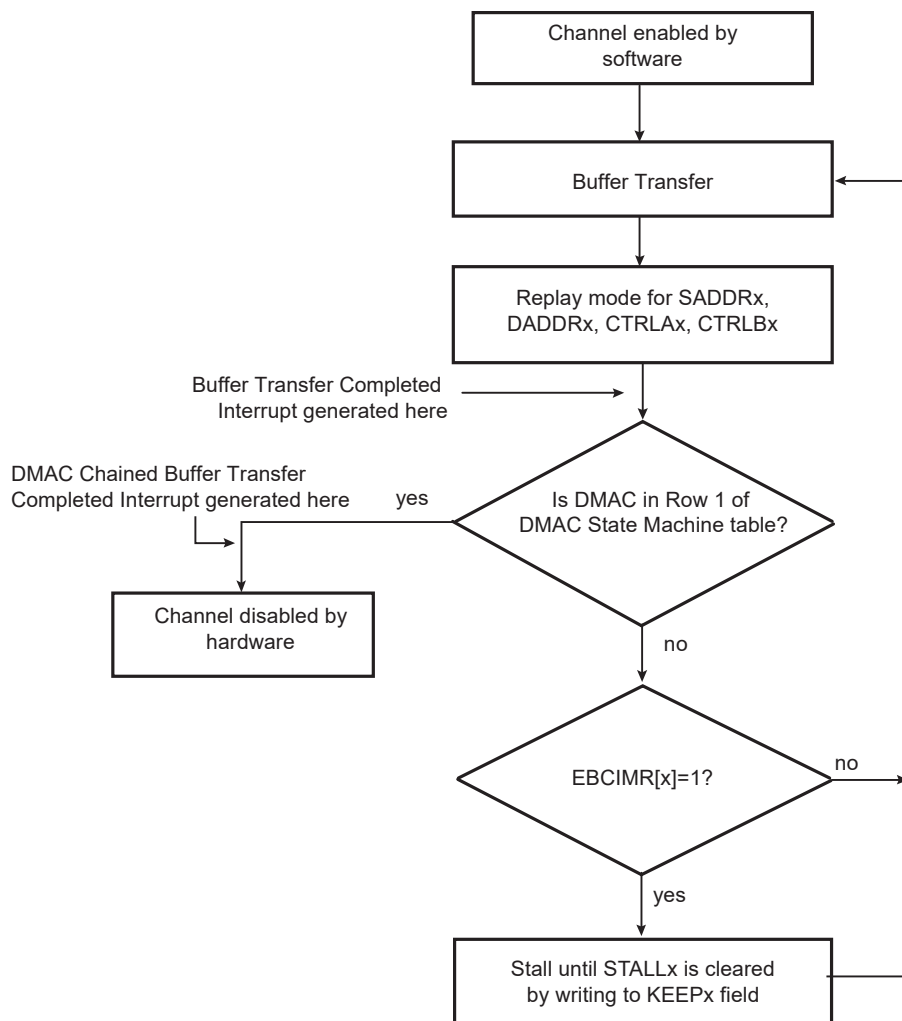 Channel enabled by
software
Buffer Transfer
Replay mode for SADDRx,
DADDRx, CTRLAx, CTRLBx
Buffer Transfer Completed
Interrupt generated here
DMAC Chained Buffer Transfer
Completed Interrupt generated here
yes
Is DMAC in Row 1 of
DMAC State Machine table?
Channel disabled by
hardware
no
EBCIMR[x]=1?
no
yes
Stall until STALLx is cleared
by writing to KEEPx field